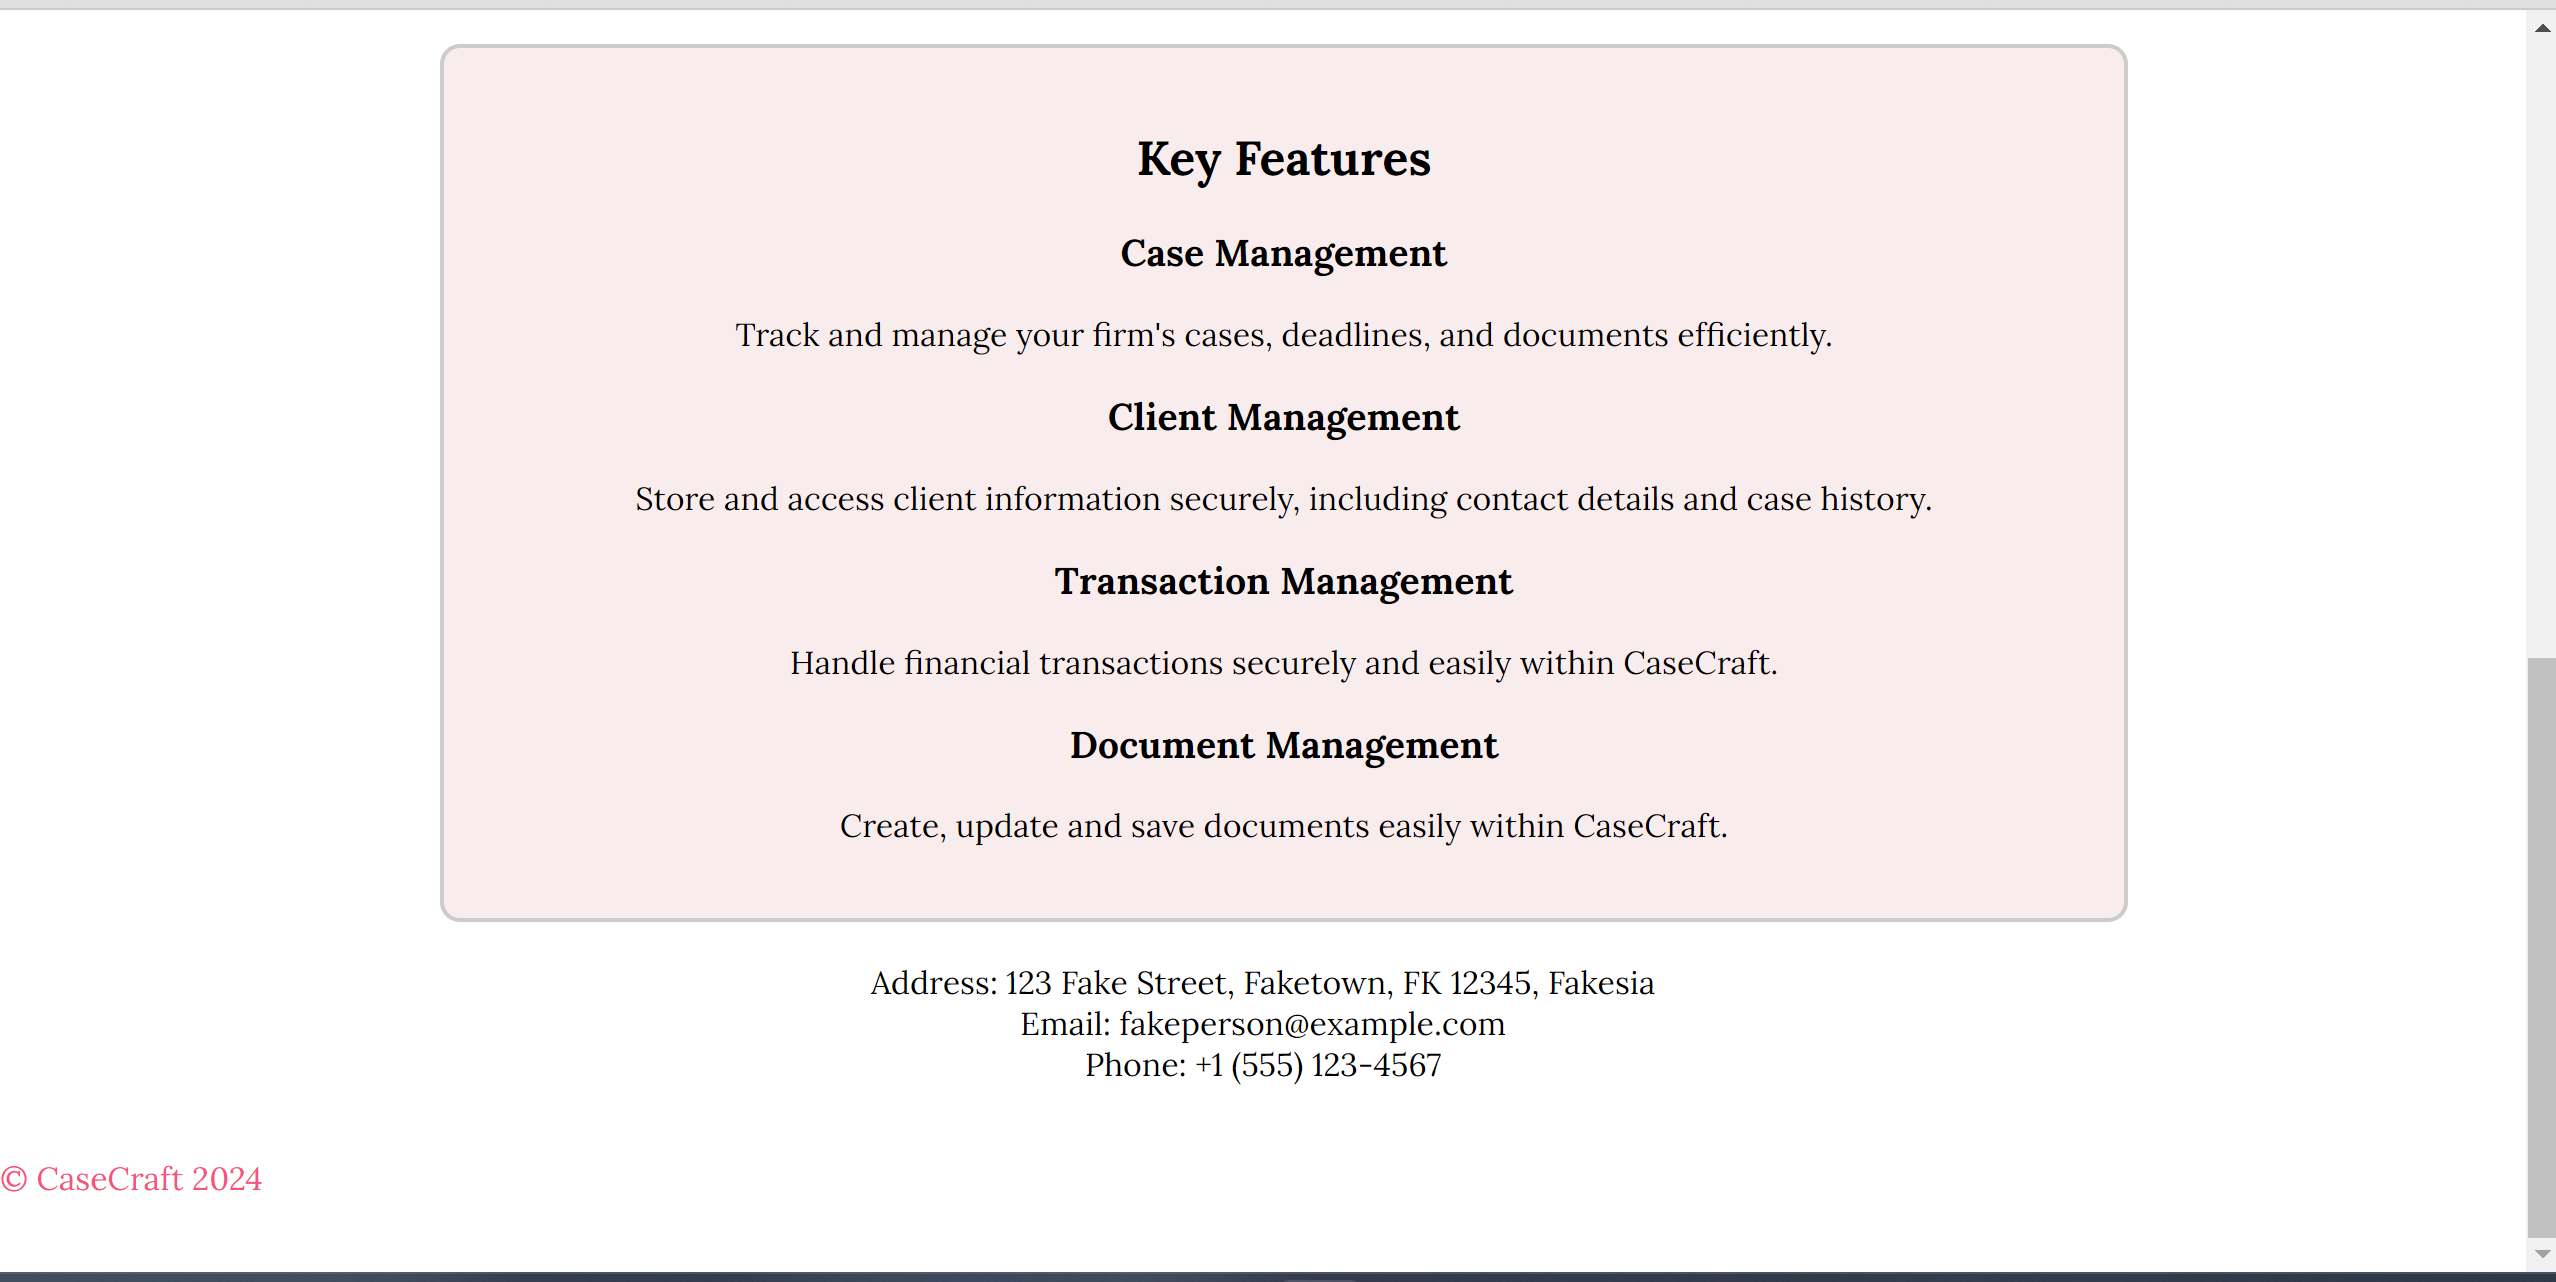 Key Features
Case Management
Track and manage your firm's cases, deadlines, and documents efficiently.
Client Management
Store and access client information securely, including contact details and case history.
Transaction Management
Handle financial transactions securely and easily within CaseCraft.
Document Management
Create, update and save documents easily within CaseCraft.
Address: 123 Fake Street, Faketown, FK 12345, Fakesia
Email: fakeperson@example.com
Phone: +1 (555) 123-4567
© CaseCraft 2024